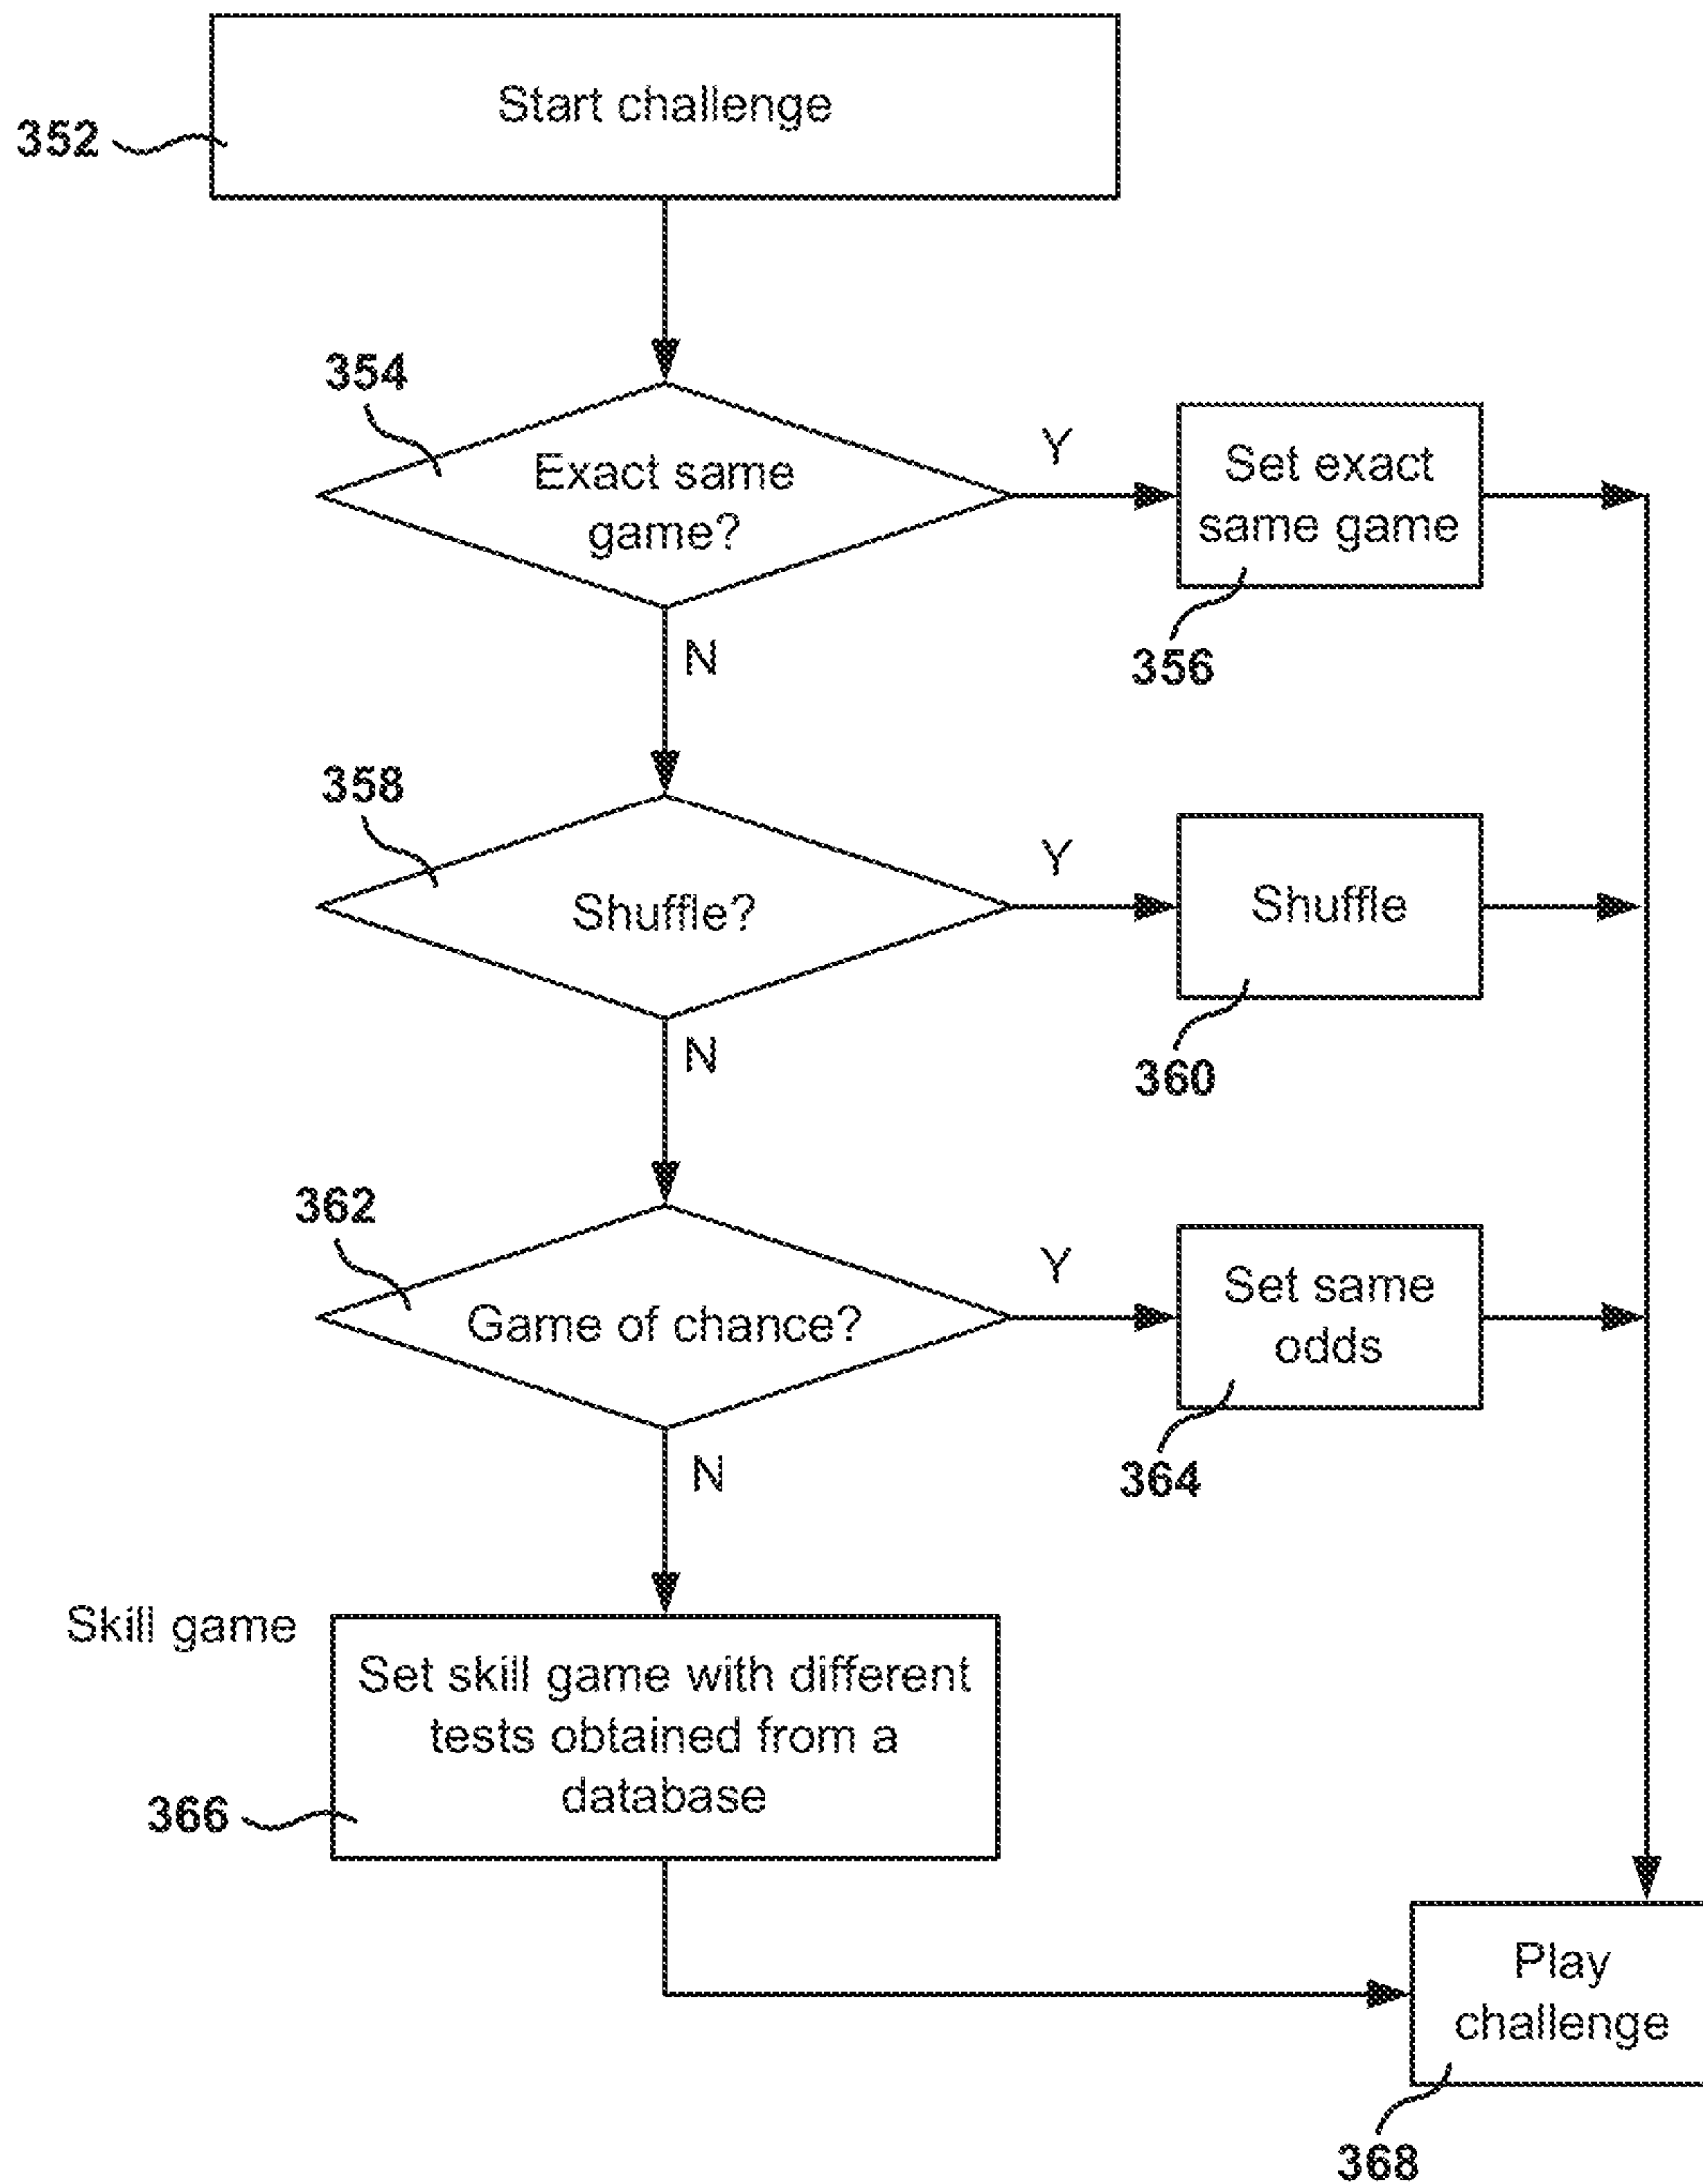 Start challenge
352
354
Exact same
game?
Y
Set exact
same game
356
N
358
Shuffle?
Y
Shuffle
360
N
362
Game of chance?
Y
Set same
odds
364
N
Skill game
Set skill game with different
tests obtained from a
database
366
Play
challenge
368